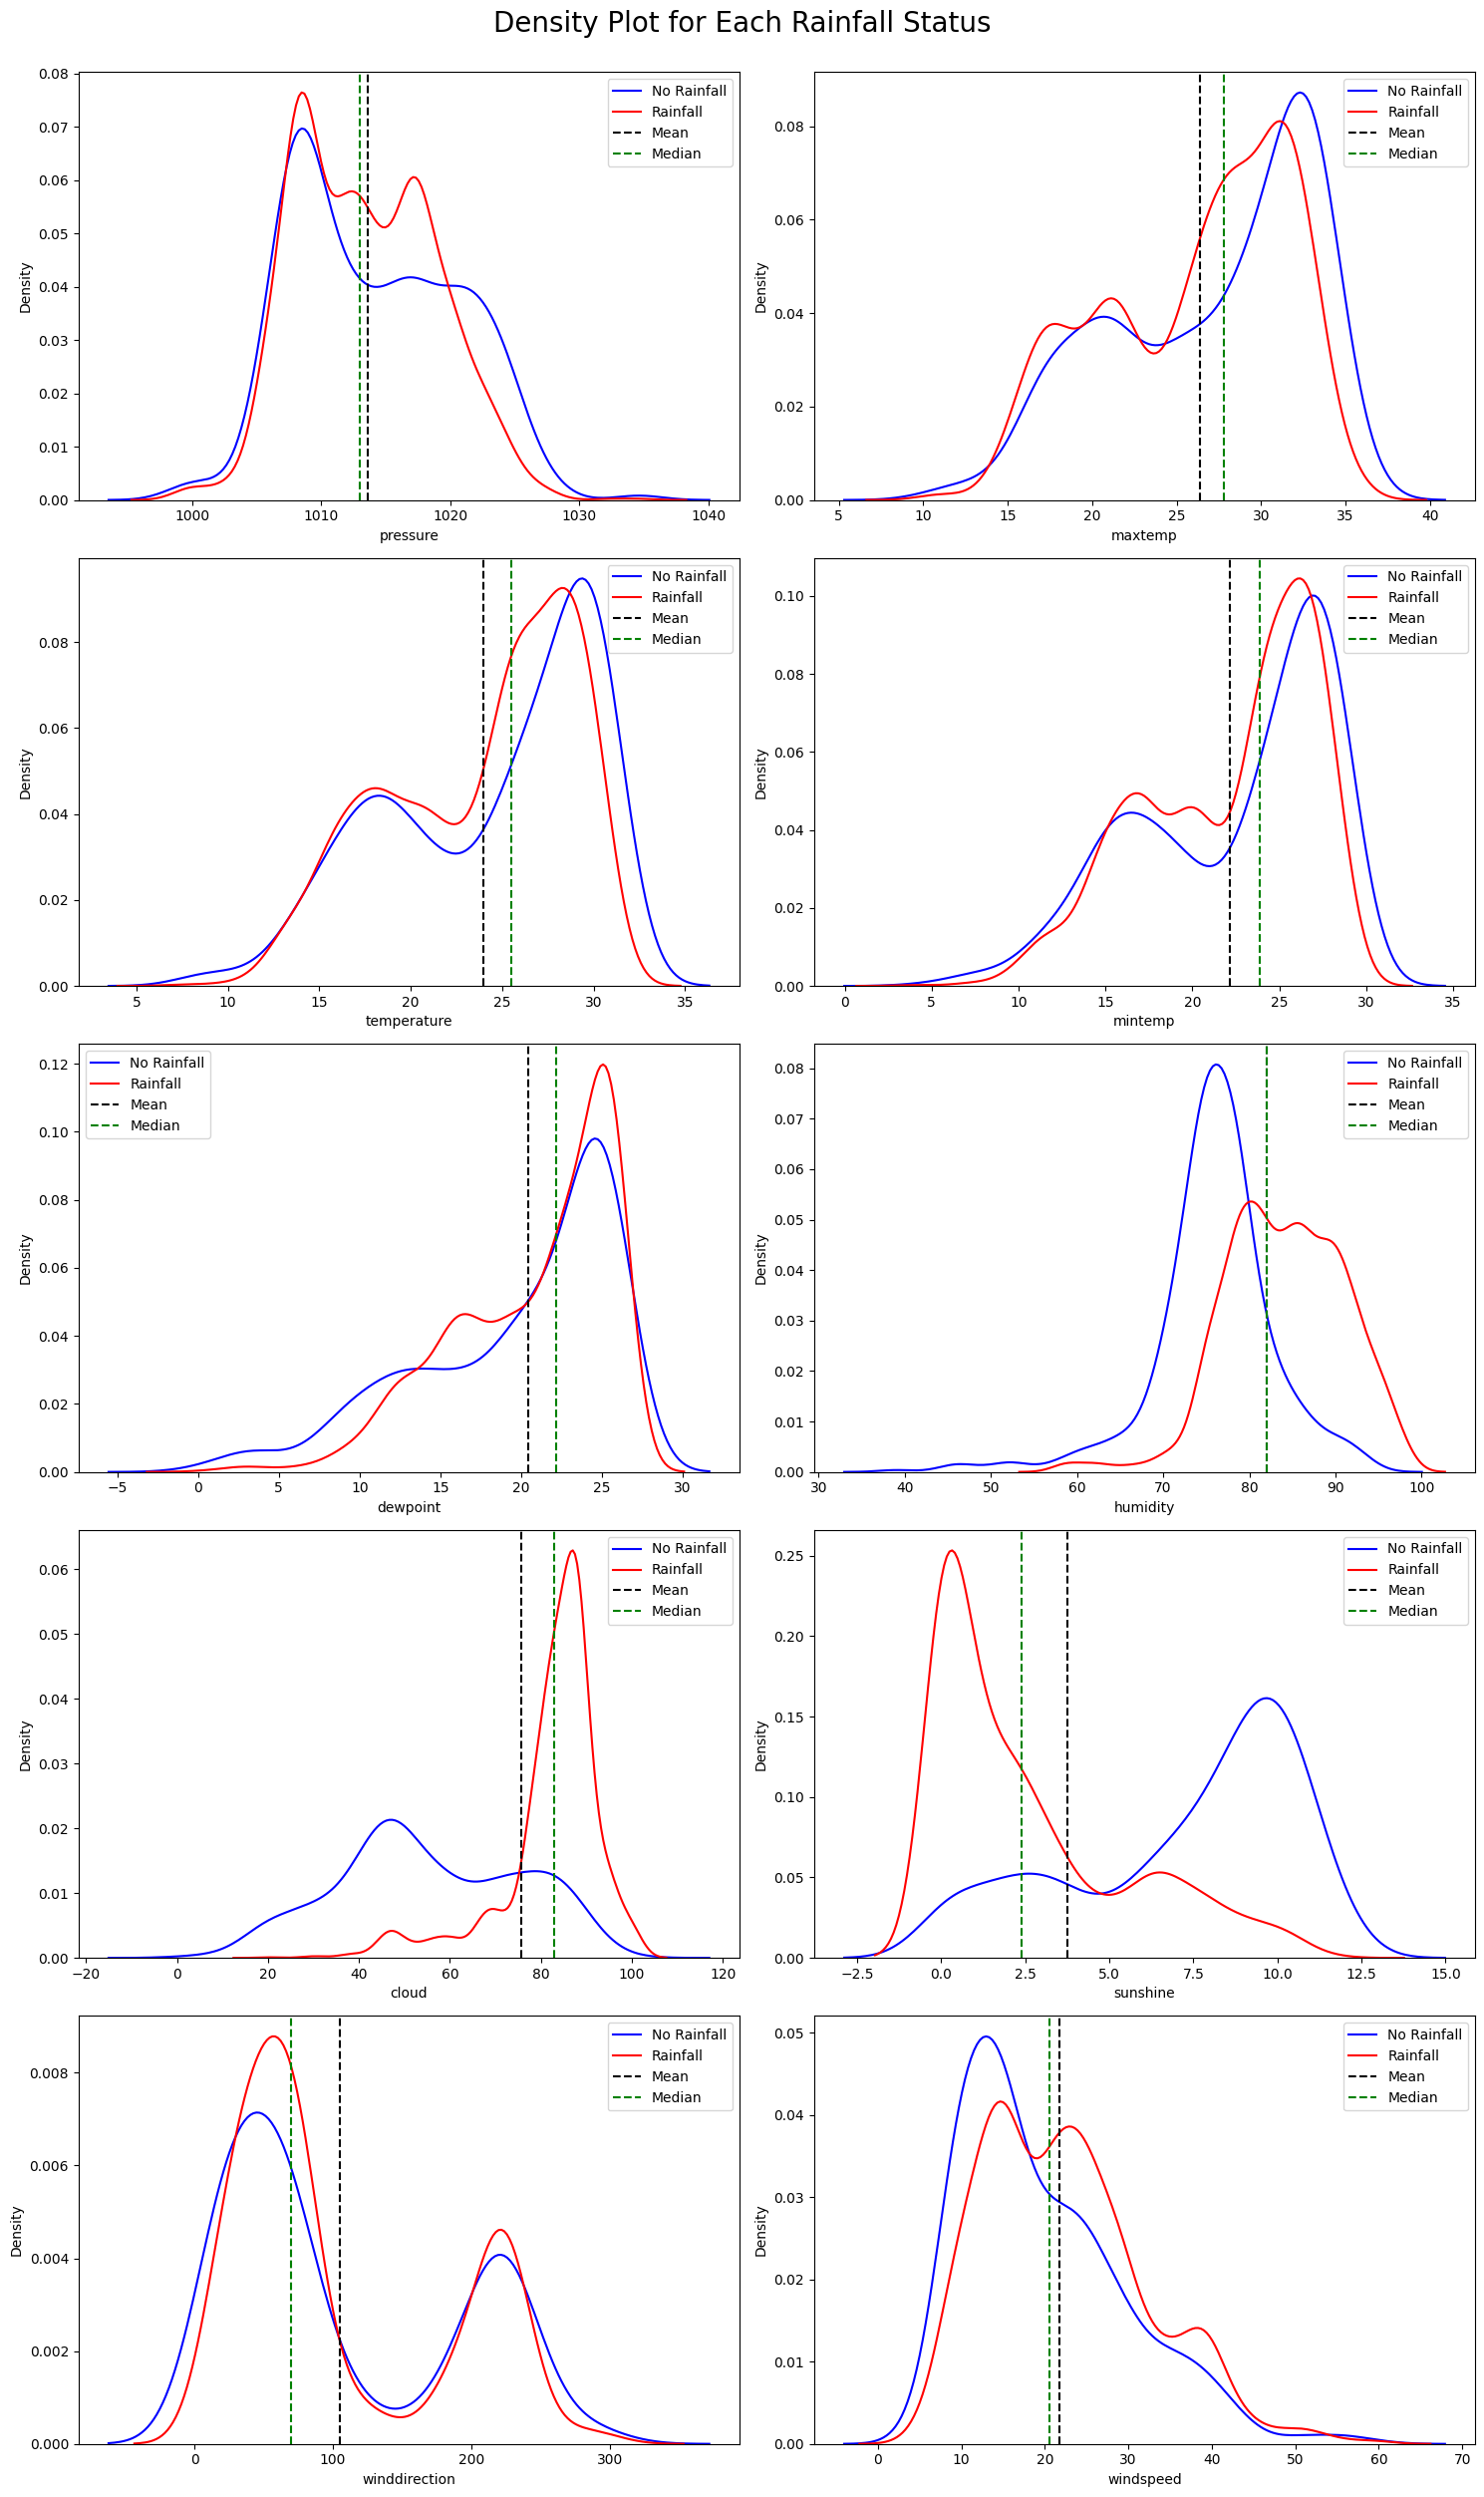 Density Plot for Each Rainfall Status
0.08
0.07
0.06
0.05
0.04
0.03
0.02
0.01
0.00
Density
1000 1010 1020 1030 1040
pressure
No Rainfall
Rainfall
Mean
Median
0.08
0.06
0.04
0.02
0.00
Density
5 10 15 20 25 30 35 40
maxtemp
No Rainfall
Rainfall
Mean
Median
0.08
0.06
0.04
0.02
0.00
Density
5 10 15 20 25 30 35
temperature
No Rainfall
Rainfall
Mean
Median
0.10
0.08
0.06
0.04
0.02
0.00
Density
0 5 10 15 20 25 30 35
mintemp
No Rainfall
Rainfall
Mean
Median
0.12
0.10
0.08
0.06
0.04
0.02
0.00
Density
−5 0 5 10 15 20 25 30
dewpoint
No Rainfall
Rainfall
Mean
Median
0.08
0.07
0.06
0.05
0.04
0.03
0.02
0.01
0.00
Density
30 40 50 60 70 80 90 100
humidity
No Rainfall
Rainfall
Mean
Median
0.06
0.05
0.04
0.03
0.02
0.01
0.00
Density
−20 0 20 40 60 80 100 120
cloud
No Rainfall
Rainfall
Mean
Median
0.25
0.20
0.15
0.10
0.05
0.00
Density
−2.5 0.0 2.5 5.0 7.5 10.0 12.5 15.0
sunshine
No Rainfall
Rainfall
Mean
Median
0.008
0.006
0.004
0.002
0.000
Density
0 100 200 300
winddirection
No Rainfall
Rainfall
Mean
Median
0.05
0.04
0.03
0.02
0.01
0.00
Density
0 10 20 30 40 50 60 70
windspeed
No Rainfall
Rainfall
Mean
Median